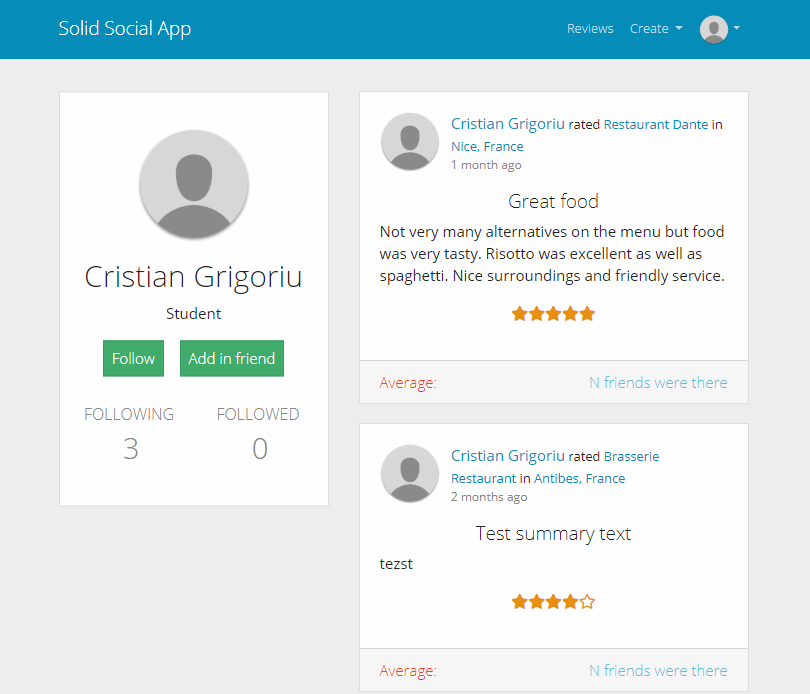 Solid Social App
Reviews
Create
Cristian Grigoriu
Student
Follow
Add in friend
FOLLOWING
FOLLOWED
3
0
Cristian Grigoriu rated Restaurant Dante in
Nice, France
1 month ago
Great food
Not very many alternatives on the menu but food
was very tasty. Risotto was excellent as well as
spaghetti. Nice surroundings and friendly service.
Average:
N friends were there
Cristian Grigoriu rated Brasserie
Restaurant in Antibes, France
2 months ago
Test summary text
tezst
Average:
N friends were there